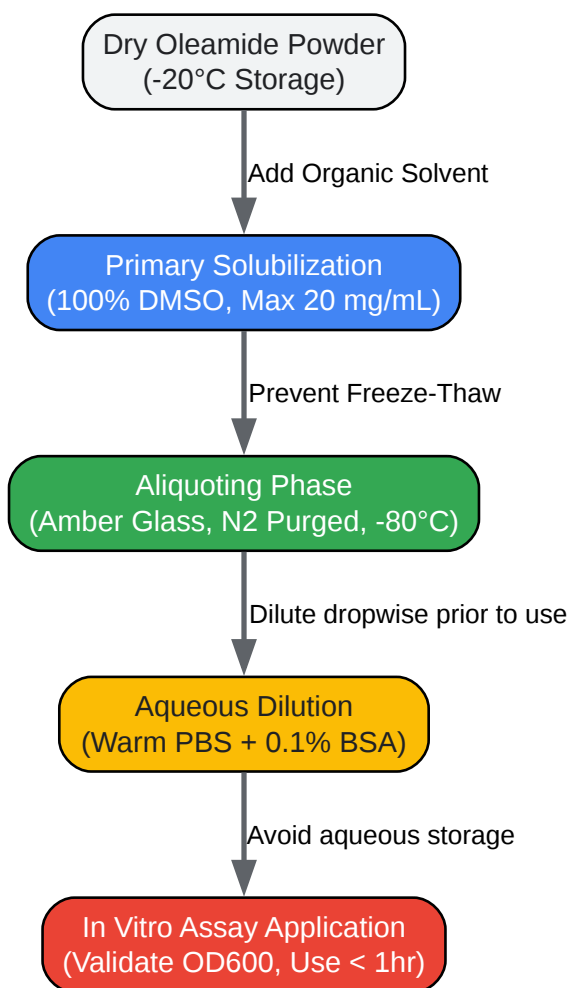 Dry Oleamide Powder
(-20°C Storage)
Add Organic Solvent
Primary Solubilization
(100% DMSO, Max 20 mg/mL)
Prevent Freeze-Thaw
Aliquoting Phase
(Amber Glass, N2 Purged, -80°C)
Dilute dropwise prior to use
Aqueous Dilution
(Warm PBS + 0.1% BSA)
Avoid aqueous storage
In Vitro Assay Application
(Validate OD600, Use < 1hr)